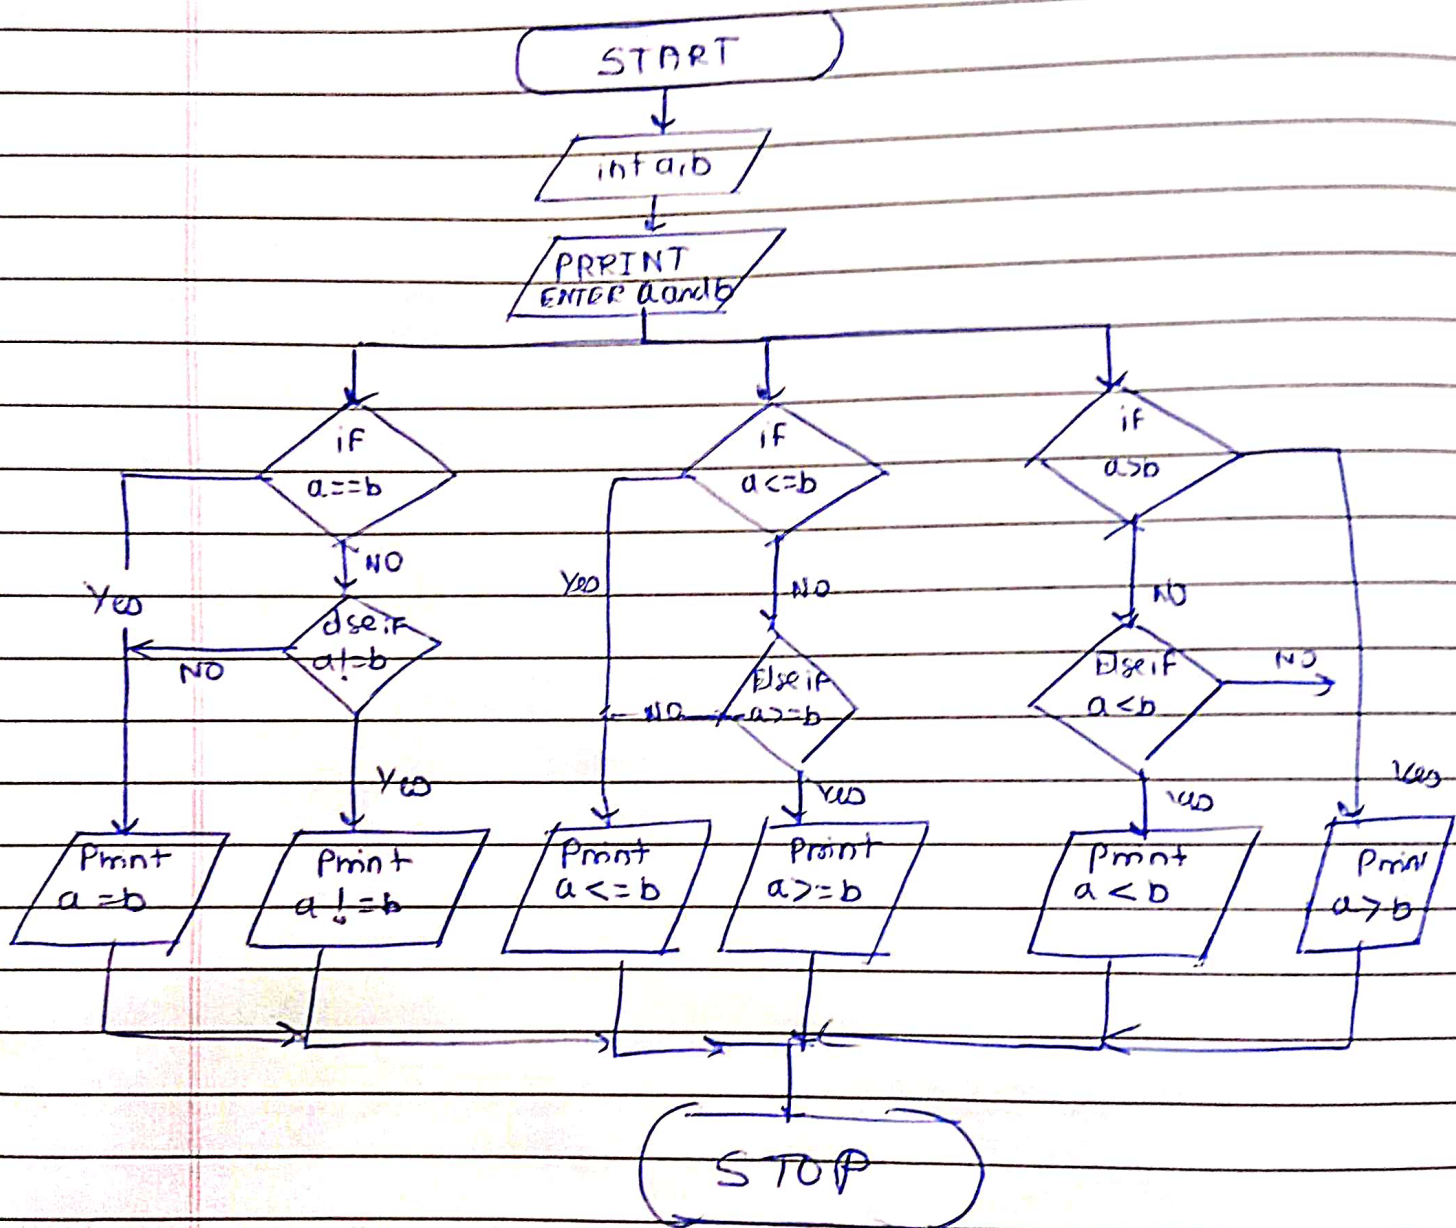 START
int a,b
PRRINT
ENTER a and b
if
a==b
if
a<=b
if
a>b
NO
Yes
NO
Yes
NO
else if
a!=b
NO
Else if
a>=b
NO
Else if
a<b
NO
Yes
Yes
Yes
Yes
Print
a=b
Print
a!=b
Print
a<=b
Print
a>=b
Print
a<b
Print
a>b
STOP